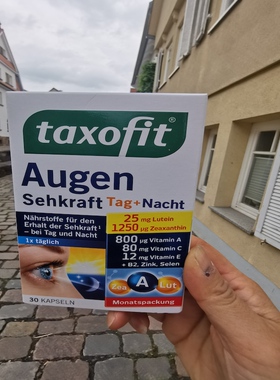 taxofit®
Augen
Sehkraft Tag+Nacht
Nährstoffe für den
Erhalt der Sehkraft¹
– bei Tag und Nacht
1x täglich
25 mg Lutein
1250 µg Zeaxanthin
800 µg Vitamin A
80 mg Vitamin C
12 mg Vitamin E
+ B2, Zink, Selen
Zea A Lut
Monatspackung
30 KAPSELN